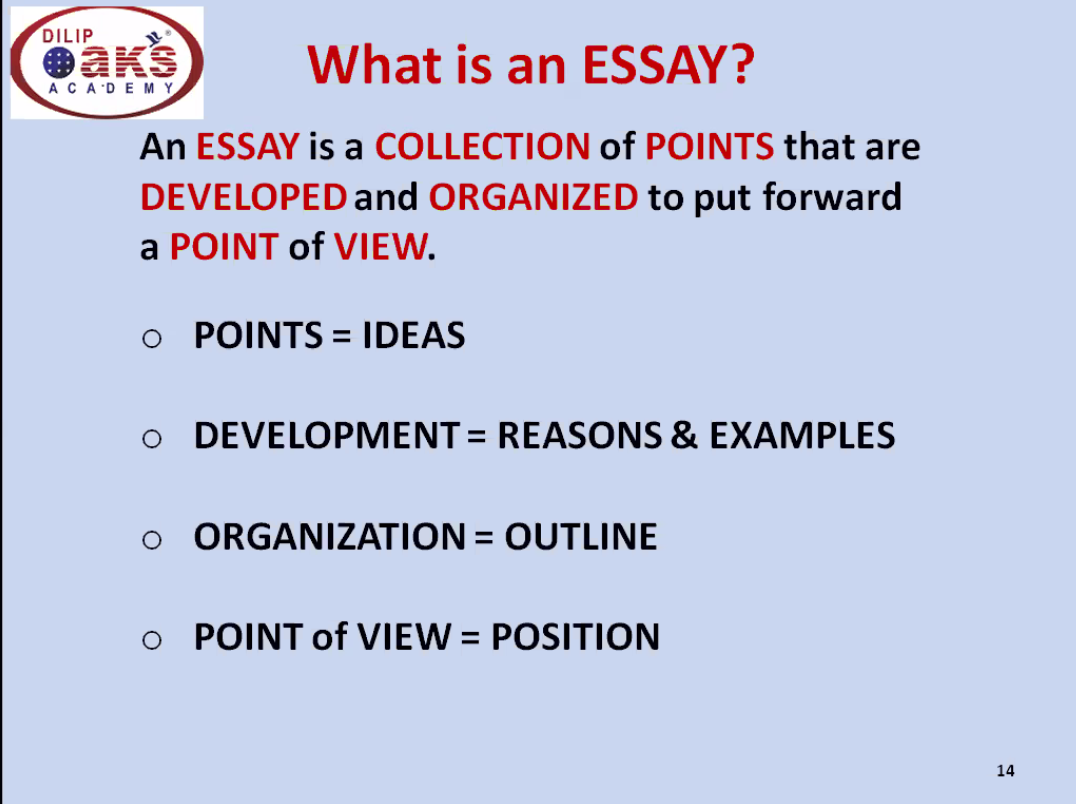 DILIP
Oaks
ACADEMY
What is an ESSAY?
An ESSAY is a COLLECTION of POINTS that are
DEVELOPED and ORGANIZED to put forward
a POINT of VIEW.
○ POINTS = IDEAS
○ DEVELOPMENT = REASONS & EXAMPLES
○ ORGANIZATION = OUTLINE
○ POINT of VIEW = POSITION
14